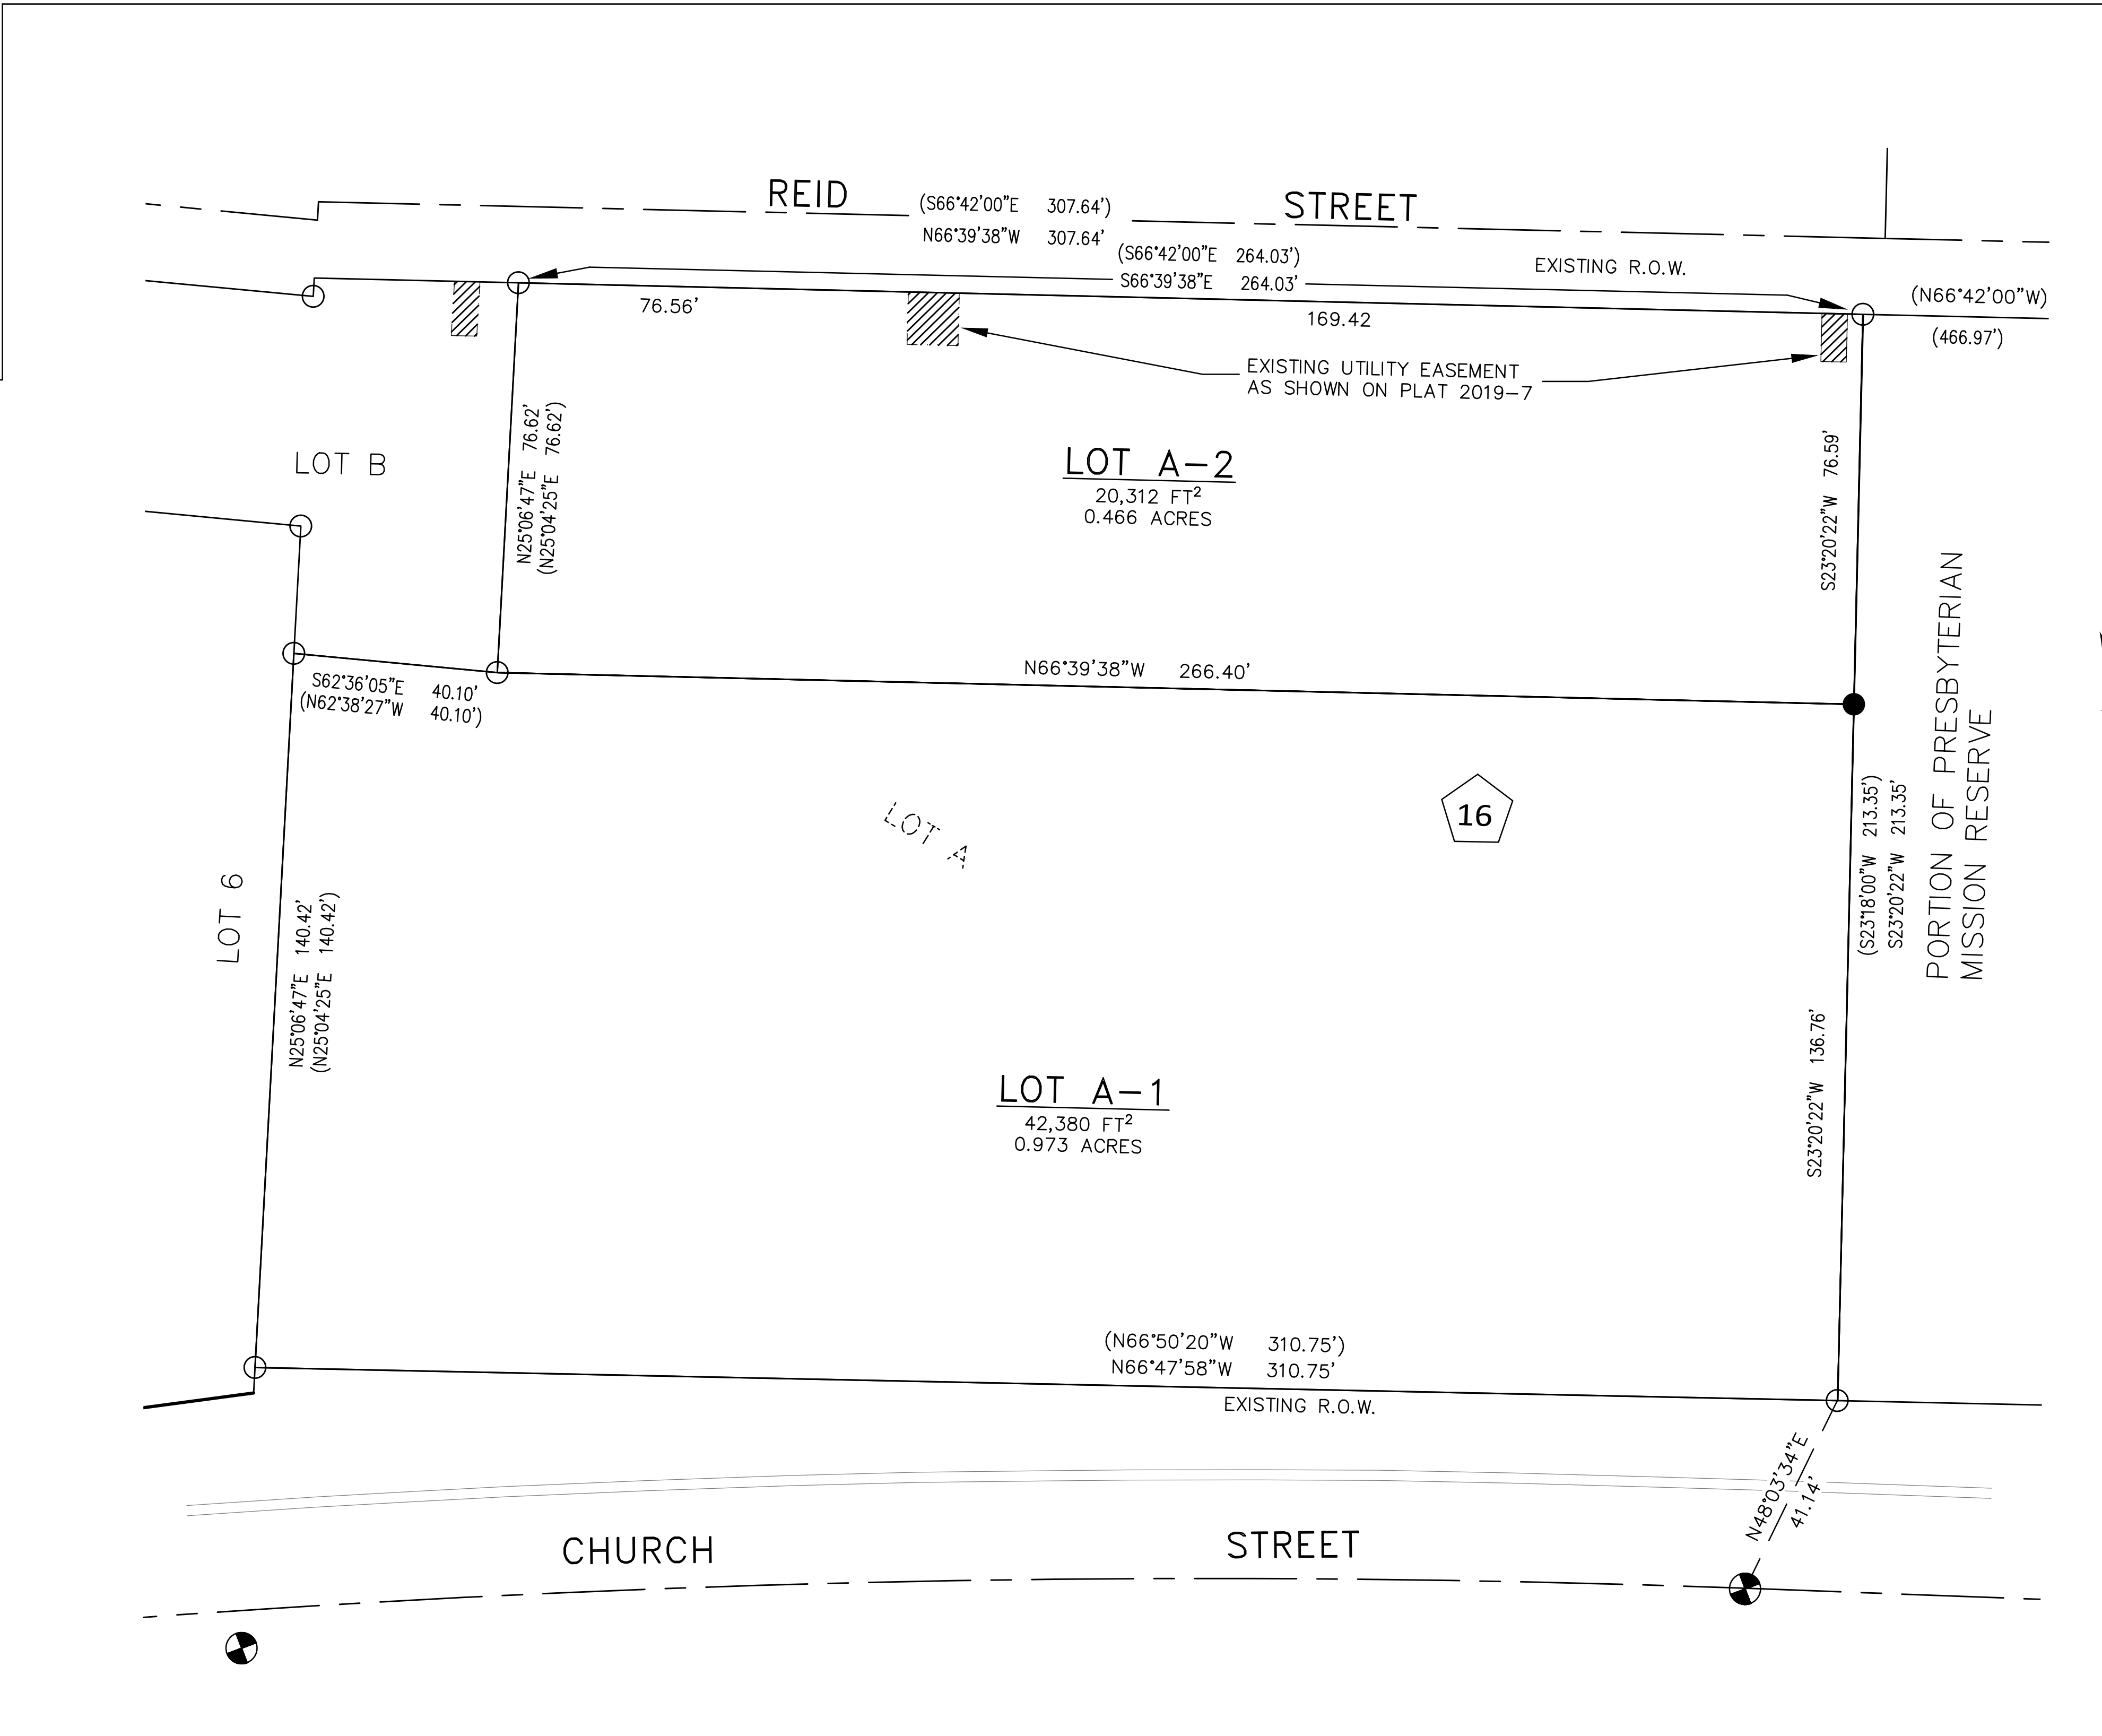 REID STREET
(S66°42'00"E 307.64')
N66°39'38"W 307.64'
(S66°42'00"E 264.03')
S66°39'38"E 264.03'
EXISTING R.O.W.
(N66°42'00"W)
(466.97')
76.56'
169.42
EXISTING UTILITY EASEMENT
AS SHOWN ON PLAT 2019-7
LOT B
N25°06'47"E 76.62'
(N25°04'25"E 76.62')
LOT A-2
20,312 FT²
0.466 ACRES
S23°20'22"W 76.59'
S62°36'05"E 40.10'
(N62°38'27"W 40.10')
N66°39'38"W 266.40'
PORTION OF PRESBYTERIAN
MISSION RESERVE
LOT A
16
(S23°18'00"W 213.35')
S23°20'22"W 213.35'
LOT 6
N25°06'47"E 140.42'
(N25°04'25"E 140.42')
LOT A-1
42,380 FT²
0.973 ACRES
S23°20'22"W 136.76'
(N66°50'20"W 310.75')
N66°47'58"W 310.75'
EXISTING R.O.W.
N48°03'34"E
41.14'
CHURCH STREET